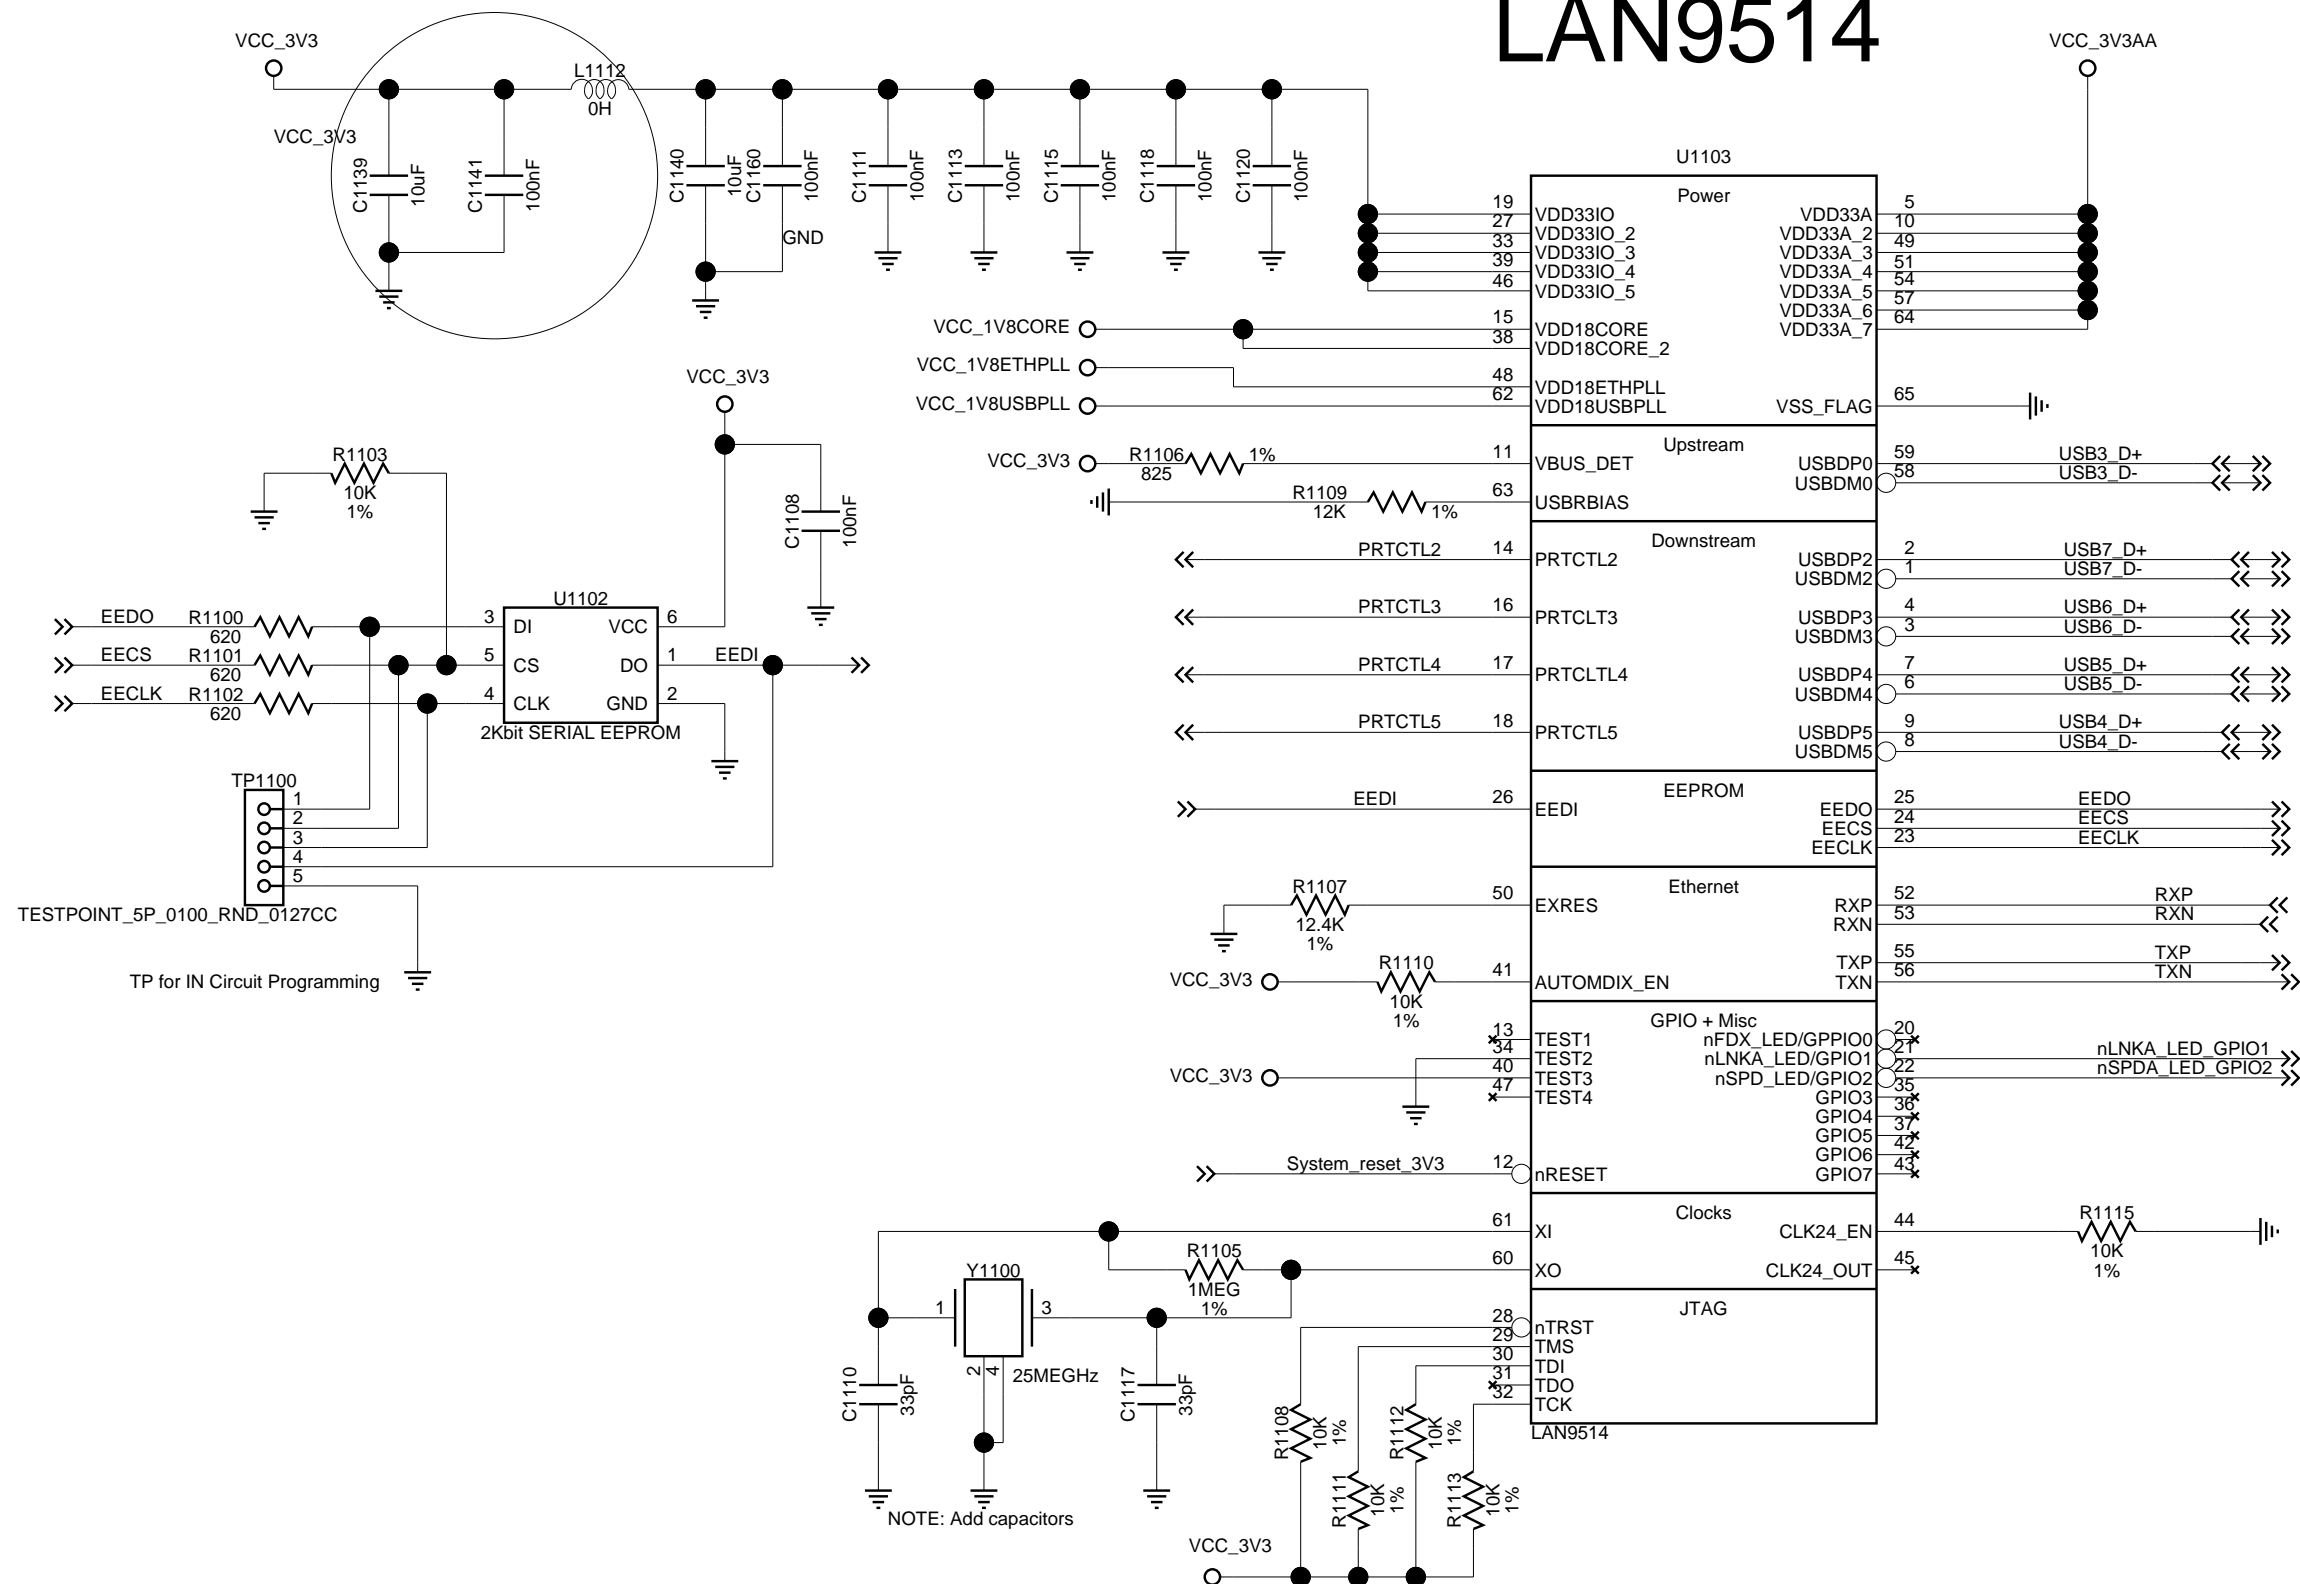 LAN9514
VCC_3V3
VCC_3V3AA
L1112
0H
VCC_3V3
C1139
10uF
C1141
100nF
C1140
10uF
C1160
100nF
C1111
100nF
C1113
100nF
C1115
100nF
C1118
100nF
C1120
100nF
GND
U1103
Power
19
VDD33IO
27
VDD33IO_2
33
VDD33IO_3
39
VDD33IO_4
46
VDD33IO_5
VDD33A
5
VDD33A_2
10
VDD33A_3
49
VDD33A_4
51
VDD33A_5
54
VDD33A_6
57
VDD33A_7
64
VCC_1V8CORE
15
VDD18CORE
38
VDD18CORE_2
VCC_1V8ETHPLL
48
VDD18ETHPLL
VCC_1V8USBPLL
62
VDD18USBPLL
VSS_FLAG
65
Upstream
VCC_3V3
R1106
825
1%
11
VBUS_DET
R1109
12K
1%
63
USBRBIAS
USBDP0
59
USB3_D+
USBDM0
58
USB3_D-
Downstream
PRTCTL2
14
PRTCTL2
USBDP2
2
USB7_D+
USBDM2
1
USB7_D-
PRTCTL3
16
PRTCLT3
USBDP3
4
USB6_D+
USBDM3
3
USB6_D-
PRTCTL4
17
PRTCLTL4
USBDP4
7
USB5_D+
USBDM4
6
USB5_D-
PRTCTL5
18
PRTCTL5
USBDP5
9
USB4_D+
USBDM5
8
USB4_D-
EEPROM
EEDI
26
EEDI
EEDO
25
EEDO
EECS
24
EECS
EECLK
23
EECLK
Ethernet
R1107
12.4K
1%
50
EXRES
RXP
52
RXP
RXN
53
RXN
VCC_3V3
R1110
10K
1%
41
AUTOMDIX_EN
TXP
55
TXP
TXN
56
TXN
GPIO + Misc
13
TEST1
34
TEST2
VCC_3V3
40
TEST3
47
TEST4
nFDX_LED/GPPIO0
20
nLNKA_LED/GPIO1
21
nLNKA_LED_GPIO1
nSPD_LED/GPIO2
22
nSPDA_LED_GPIO2
GPIO3
35
GPIO4
36
GPIO5
37
GPIO6
42
GPIO7
43
System_reset_3V3
12
nRESET
Clocks
61
XI
CLK24_EN
44
R1115
10K
1%
60
XO
CLK24_OUT
45
R1105
1MEG
1%
Y1100
1
3
2
4
25MEGHz
C1110
33pF
C1117
33pF
NOTE: Add capacitors
JTAG
28
nTRST
29
TMS
30
TDI
31
TDO
32
TCK
LAN9514
R1108
10K
1%
R1111
10K
1%
R1112
10K
1%
R1113
10K
1%
VCC_3V3
VCC_3V3
R1103
10K
1%
C1108
100nF
EEDO
R1100
620
EECS
R1101
620
EECLK
R1102
620
U1102
3
DI
VCC
6
5
CS
DO
1
EEDI
4
CLK
GND
2
2Kbit SERIAL EEPROM
TP1100
1
2
3
4
5
TESTPOINT_5P_0100_RND_0127CC
TP for IN Circuit Programming